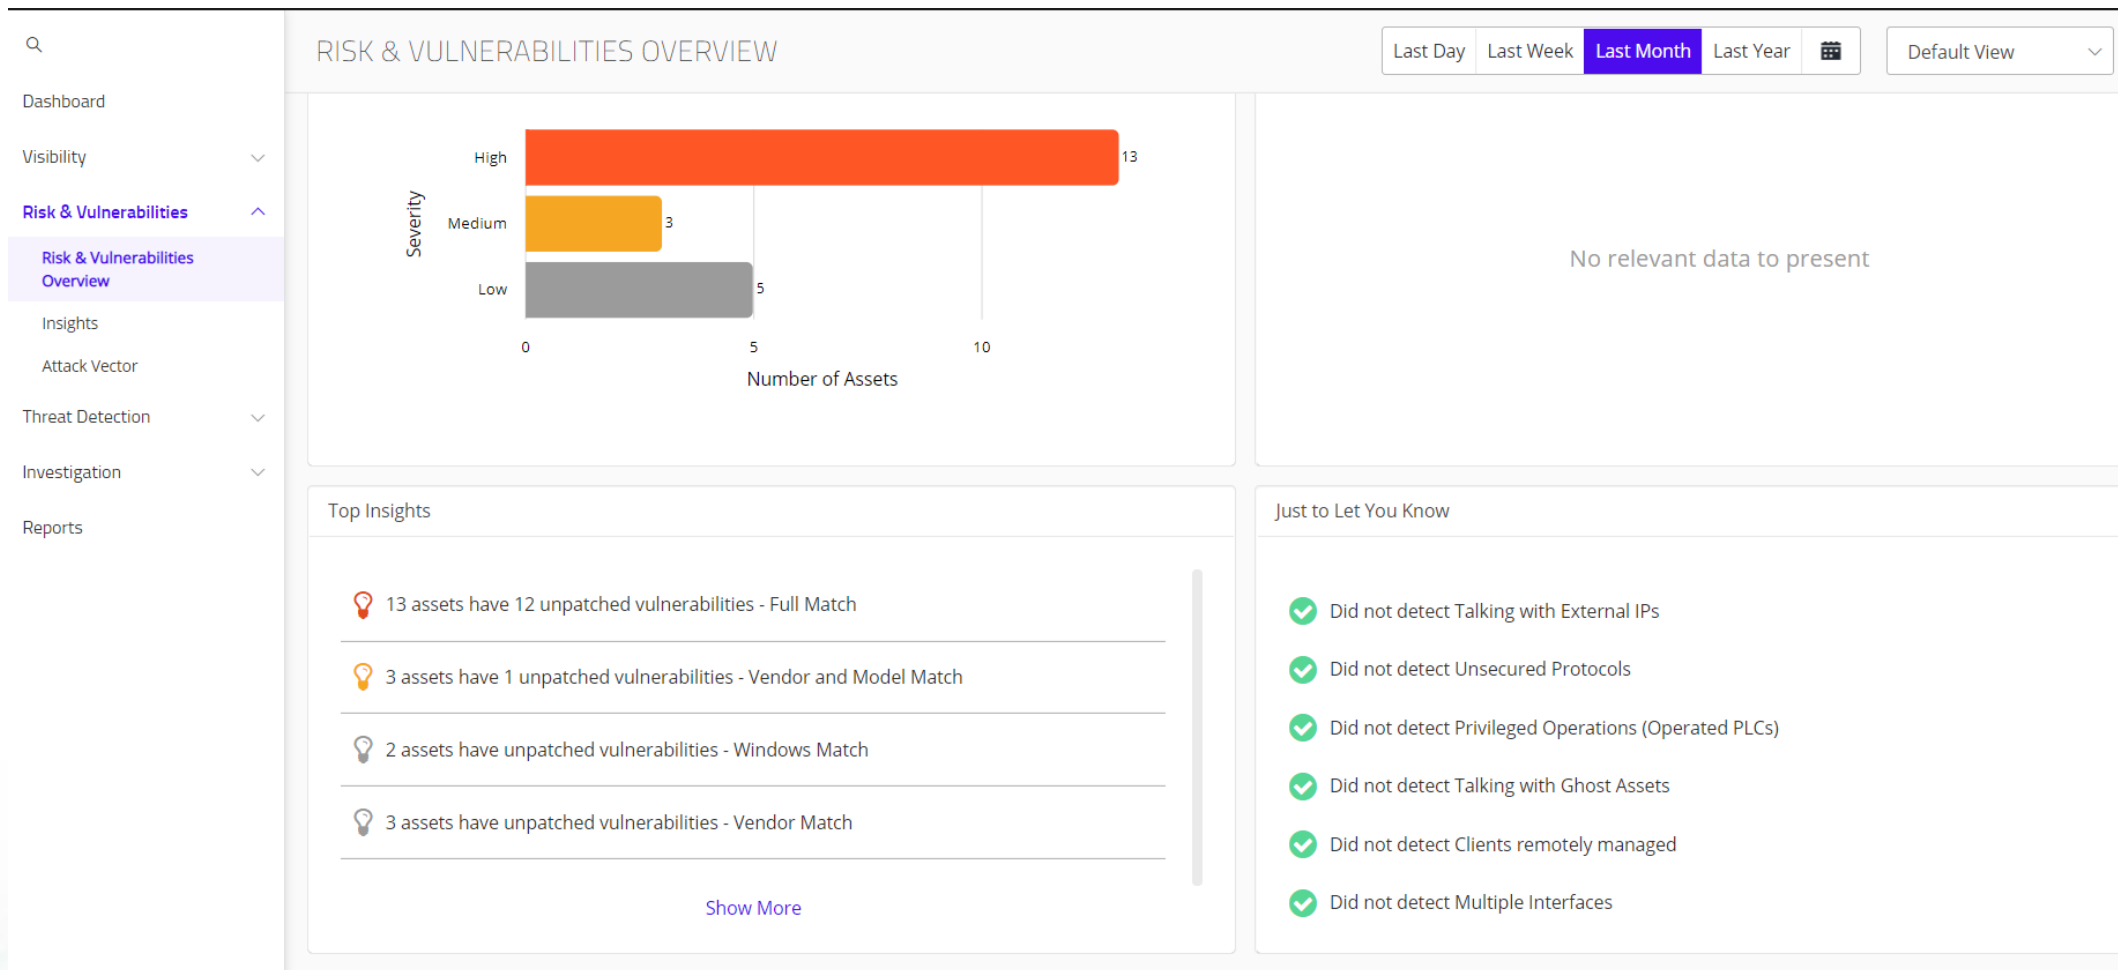 RISK & VULNERABILITIES OVERVIEW
Last Day
Last Week
Last Month
Last Year
Default View
Dashboard
Visibility
Risk & Vulnerabilities
Risk & Vulnerabilities
Overview
Insights
Attack Vector
Threat Detection
Investigation
Reports
Severity
High
13
Medium
3
Low
5
0
5
10
Number of Assets
No relevant data to present
Top Insights
13 assets have 12 unpatched vulnerabilities - Full Match
3 assets have 1 unpatched vulnerabilities - Vendor and Model Match
2 assets have unpatched vulnerabilities - Windows Match
3 assets have unpatched vulnerabilities - Vendor Match
Show More
Just to Let You Know
Did not detect Talking with External IPs
Did not detect Unsecured Protocols
Did not detect Privileged Operations (Operated PLCs)
Did not detect Talking with Ghost Assets
Did not detect Clients remotely managed
Did not detect Multiple Interfaces